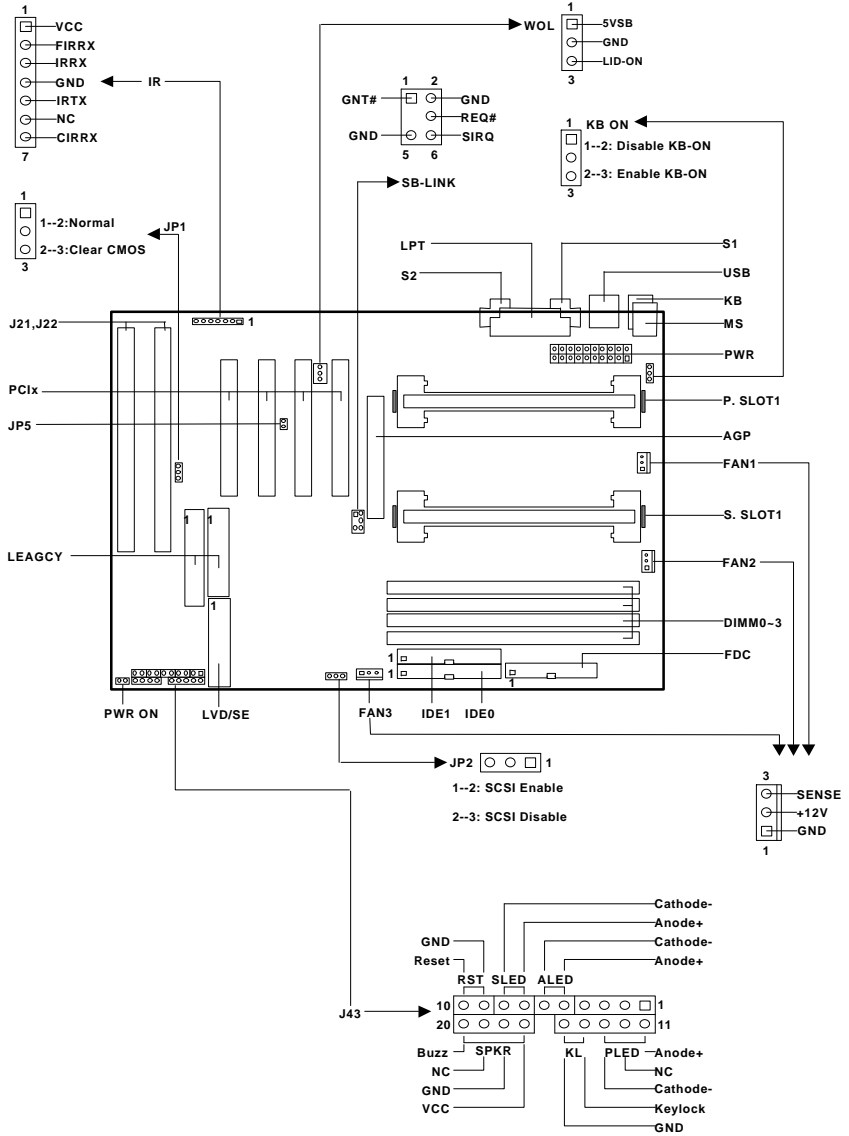 1
VCC
FIRRX
IRRX
GND
IRTX
NC
CIRRX
7
IR
WOL
1
5VSB
GND
LID-ON
3
1 2
GNT# GND
REQ#
GND SIRQ
5 6
SB-LINK
1 KB ON
1--2: Disable KB-ON
2--3: Enable KB-ON
3
1
1--2:Normal
2--3:Clear CMOS
3
JP1
LPT
S2
S1
USB
KB
MS
PWR
P. SLOT1
AGP
FAN1
S. SLOT1
FAN2
DIMM0~3
FDC
J21,J22
PCIx
JP5
LEAGCY
1
1
1
1
1
1
1
PWR ON
LVD/SE
FAN3
IDE1
IDE0
JP2 1
1--2: SCSI Enable
2--3: SCSI Disable
3
SENSE
+12V
GND
1
Cathode-
Anode+
GND Cathode-
Reset Anode+
RST SLED ALED
J43
10 1
20 11
Buzz SPKR KL PLED Anode+
NC NC
GND Cathode-
VCC Keylock
GND